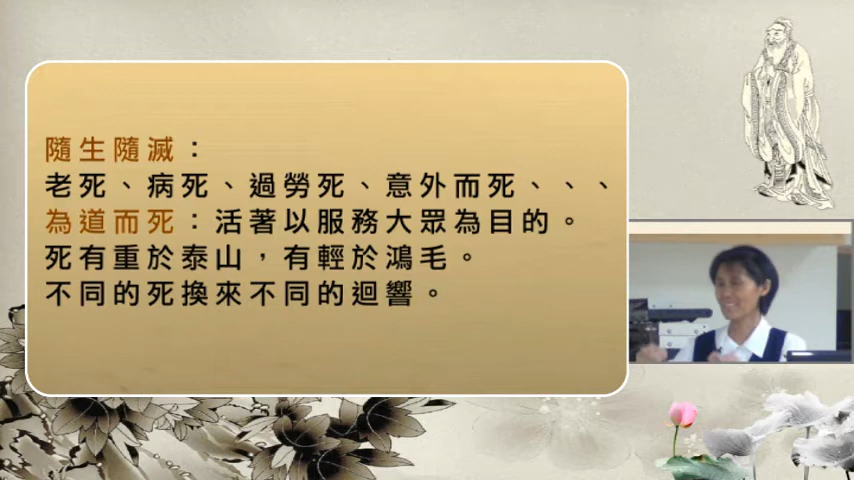 隨生隨滅：
老死、病死、過勞死、意外而死、、、
為道而死：活著以服務大眾為目的。
死有重於泰山，有輕於鴻毛。
不同的死換來不同的迴響。